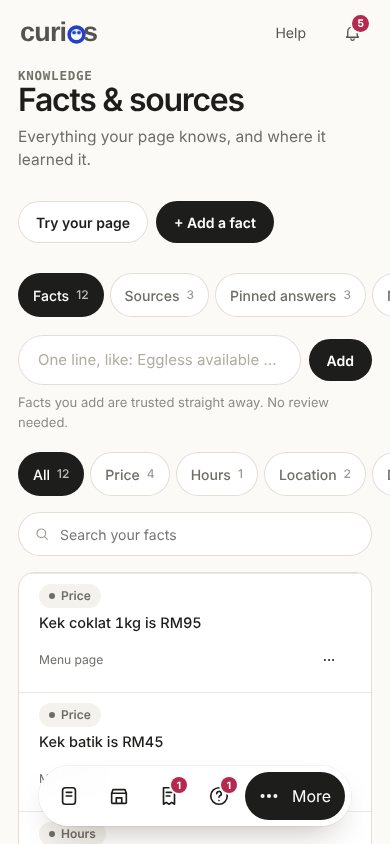 curios
Help
5
KNOWLEDGE
Facts & sources
Everything your page knows, and where it
learned it.
Try your page
+ Add a fact
Facts 12
Sources 3
Pinned answers 3
One line, like: Eggless available ...
Add
Facts you add are trusted straight away. No review
needed.
All 12
Price 4
Hours 1
Location 2
Search your facts
Price
Kek coklat 1kg is RM95
Menu page
Price
Kek batik is RM45
1
1
More
Hours